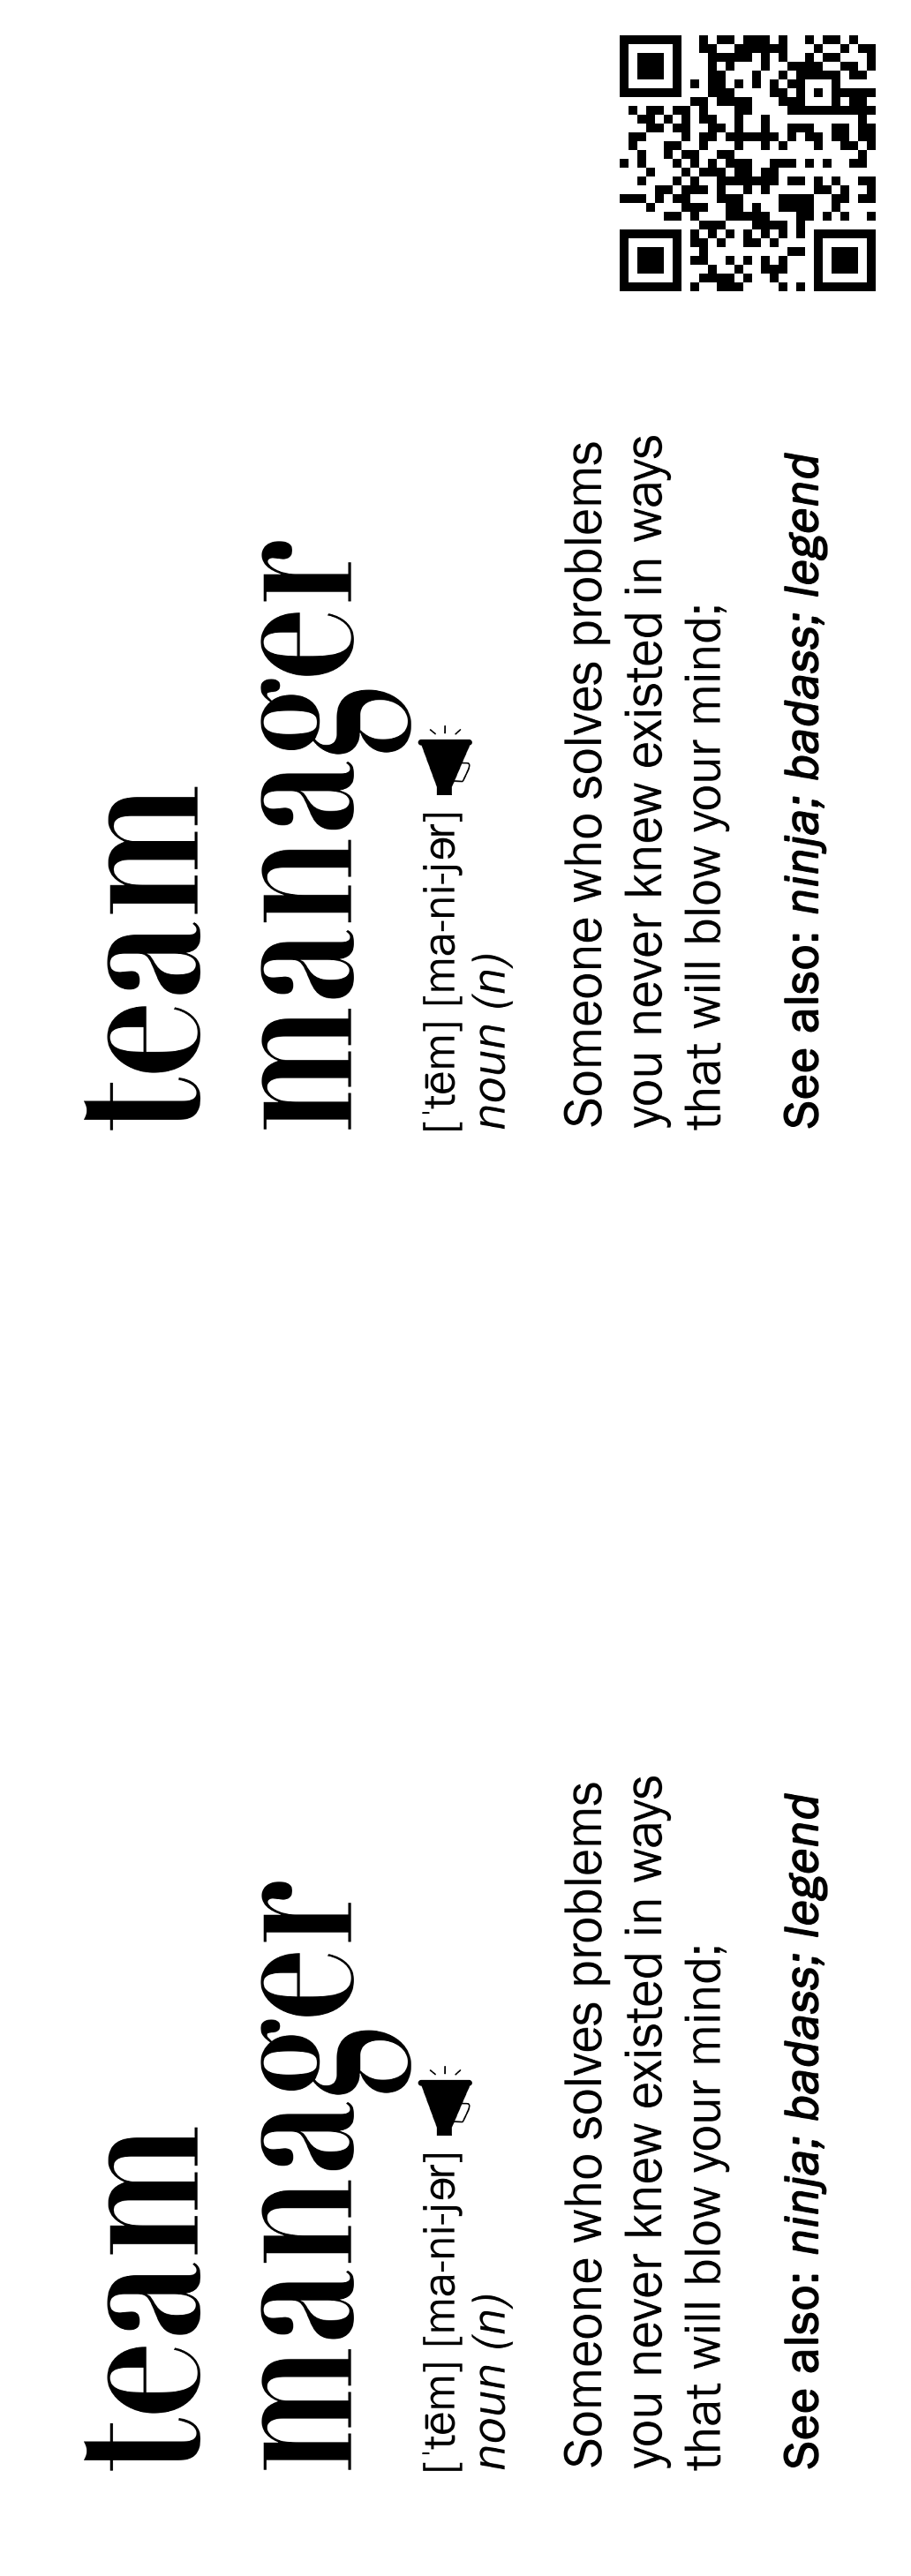 team
manager
[ˈtēm] [ma-ni-jər]
noun (n)
Someone who solves problems
you never knew existed in ways
that will blow your mind;
See also: ninja; badass; legend
team
manager
[ˈtēm] [ma-ni-jər]
noun (n)
Someone who solves problems
you never knew existed in ways
that will blow your mind;
See also: ninja; badass; legend